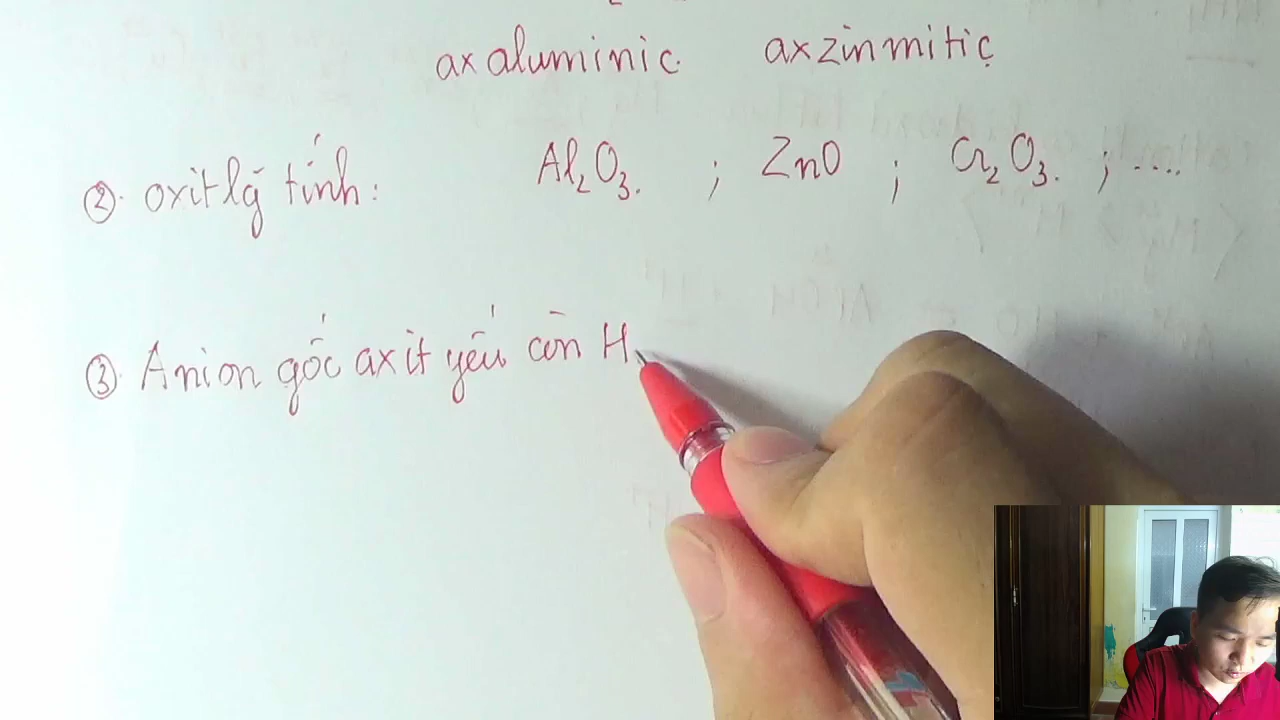 axaluminic. axzinmitic
②. oxit lg tính: Al₂O₃. ; ZnO ; Cr₂O₃. ; ....
③. Anion gốc axit yếu còn H